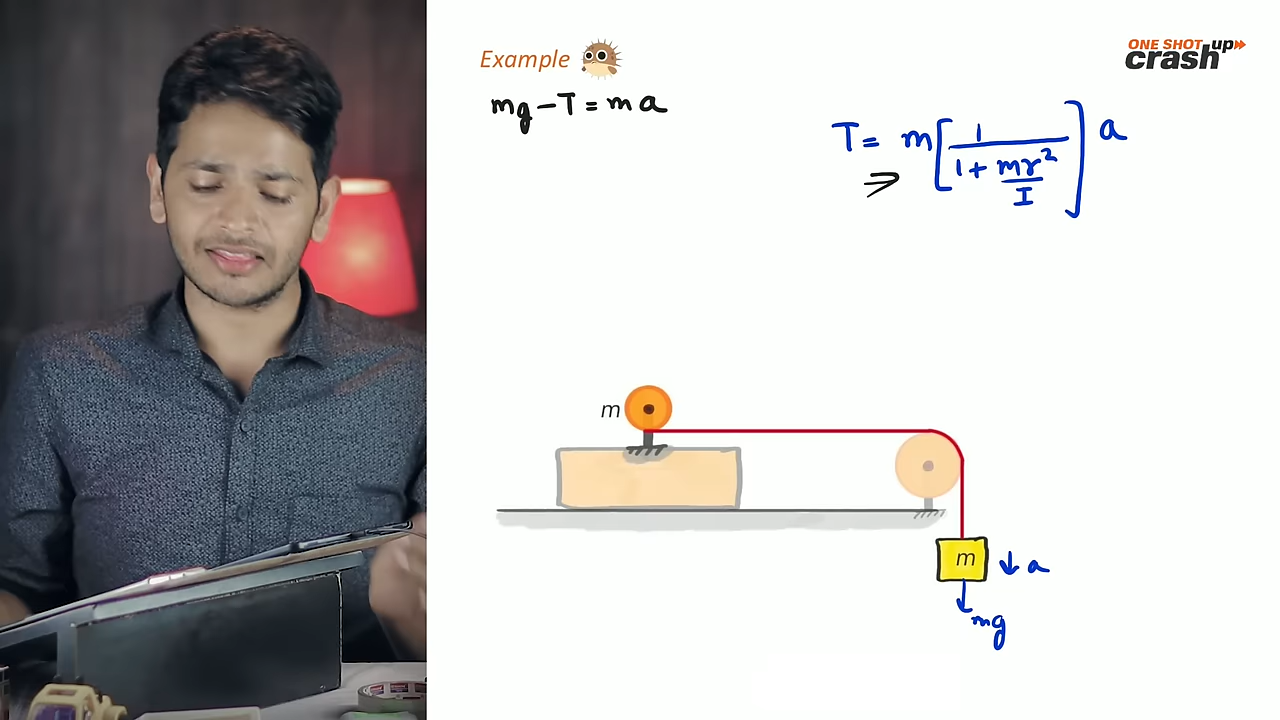 Example
ONE SHOT
crash up
mg - T = ma
T = m[1/(1 + mr²/I)] a
⇒
m
m
↓ a
↓ mg